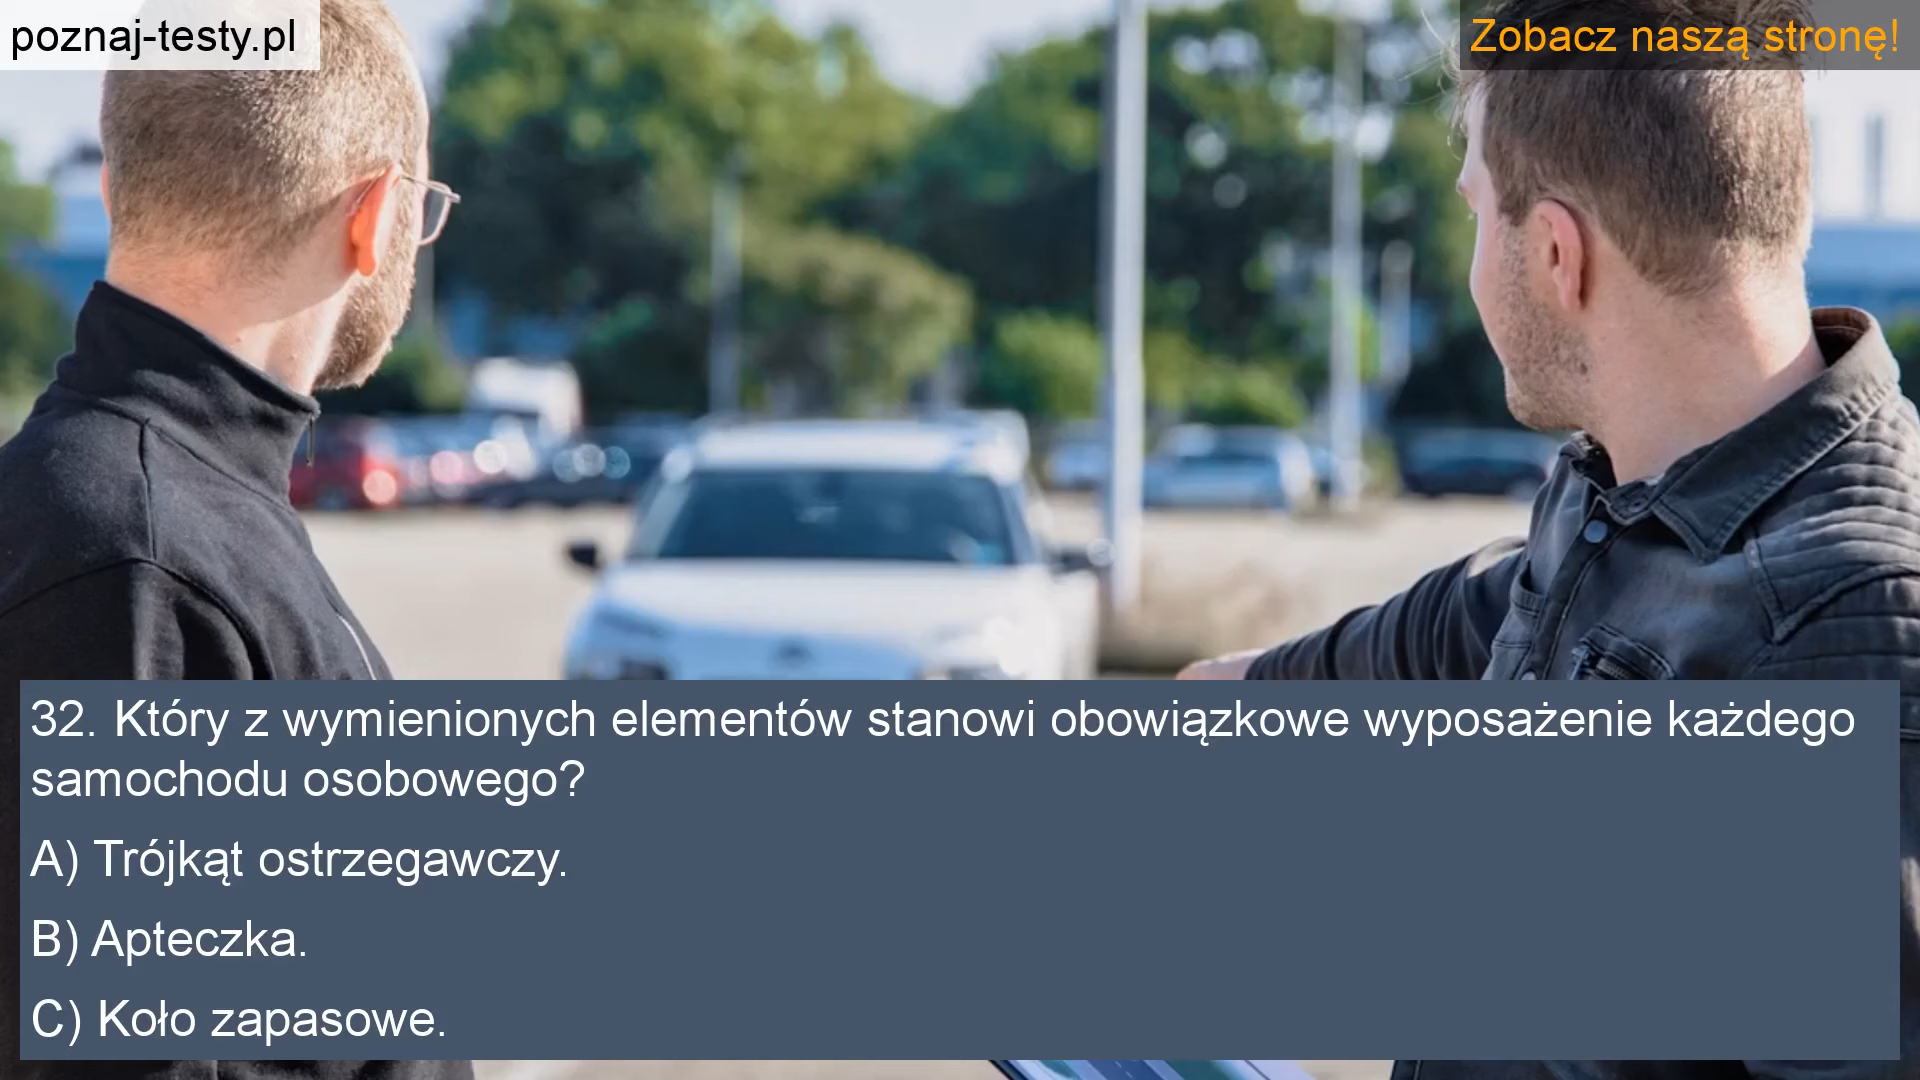 poznaj-testy.pl
Zobacz naszą stronę!
32. Który z wymienionych elementów stanowi obowiązkowe wyposażenie każdego
samochodu osobowego?
A) Trójkąt ostrzegawczy.
B) Apteczka.
C) Koło zapasowe.